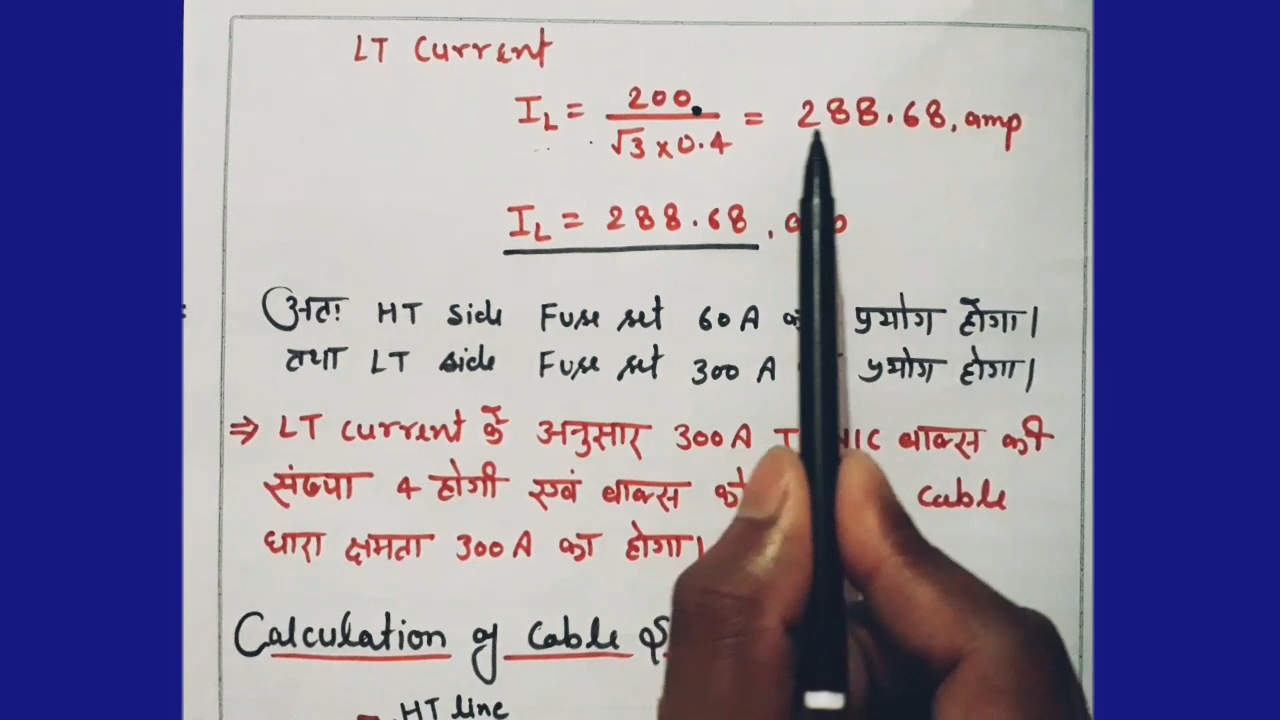 LT Current
I_L = 200 / √3 × 0.4 = 288.68, amp
I_L = 288.68,
अतः HT side Fuse set 60 A प्रयोग होगा।
तथा LT side Fuse set 300 A प्रयोग होगा।
⇒ LT current के अनुसार 300 A बाक्स की
संख्या 4 होगी एवं बाक्स cable
धारा क्षमता 300 A का होगा।
Calculation of cable
HT line